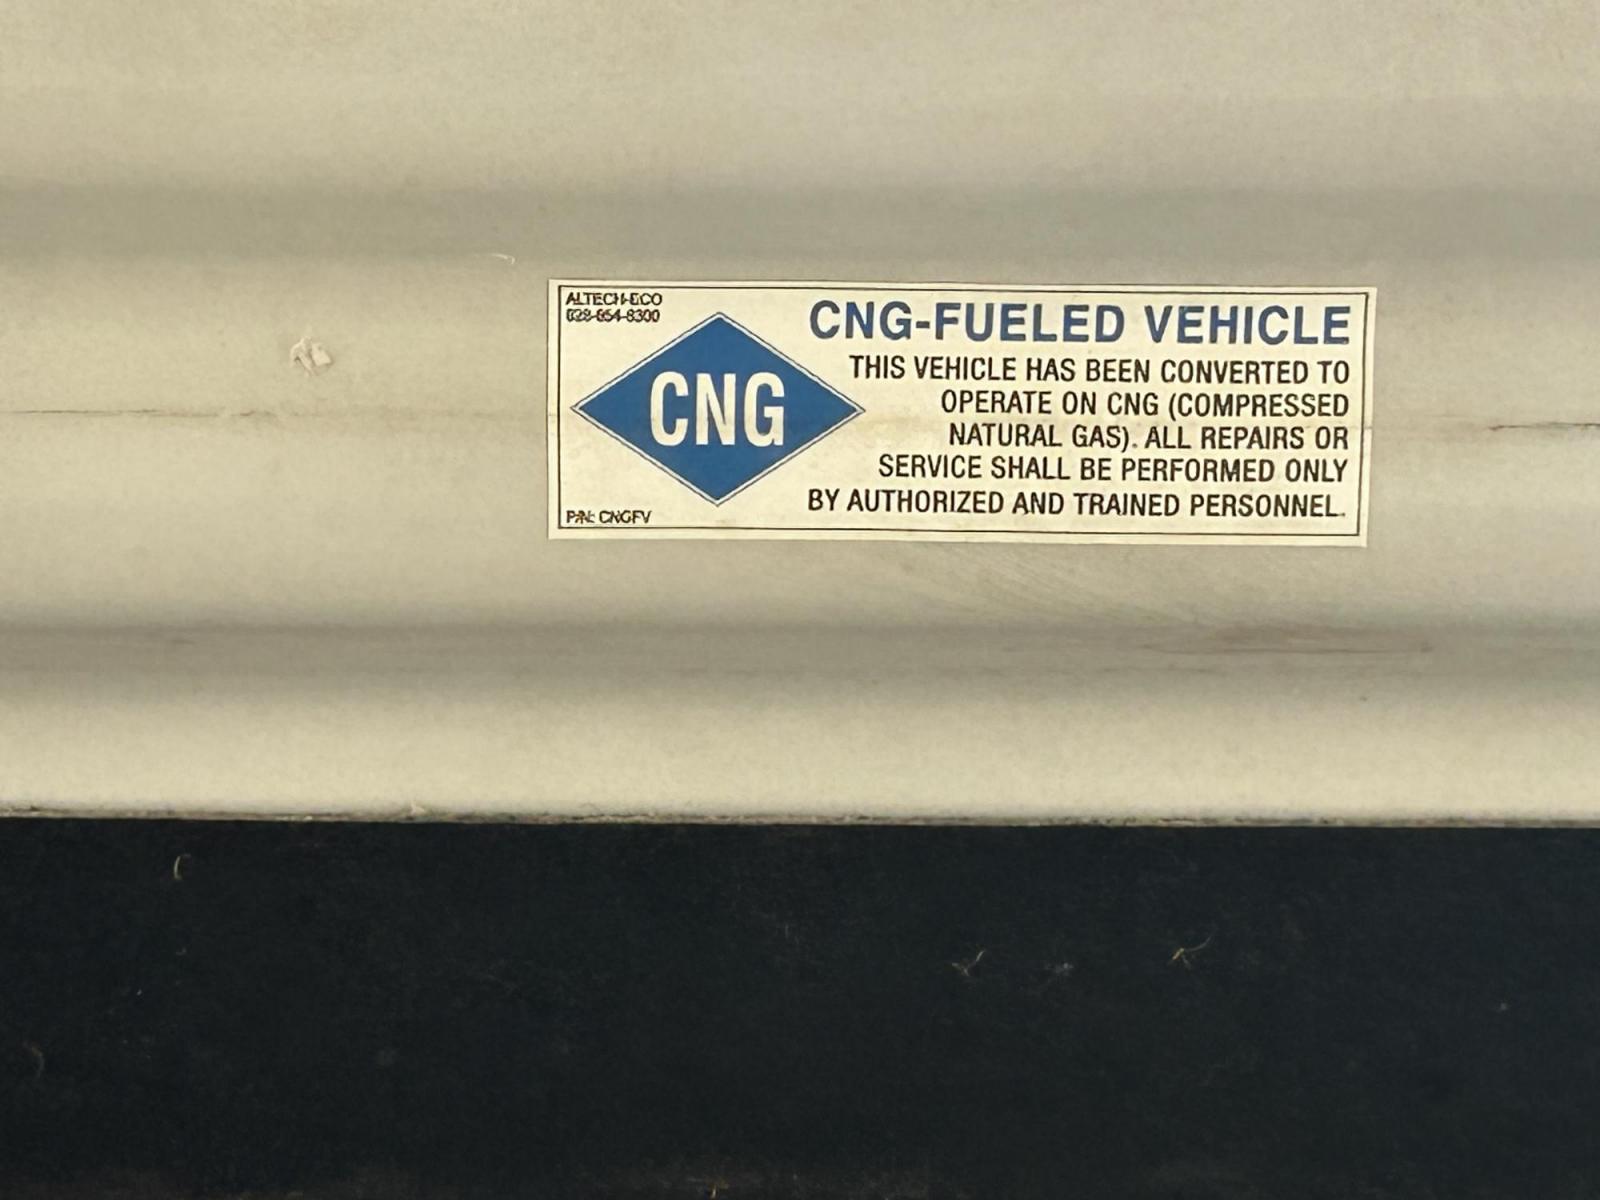 ALTECH-ECO
CNG
P/N: CNGFV
CNG-FUELED VEHICLE
THIS VEHICLE HAS BEEN CONVERTED TO
OPERATE ON CNG (COMPRESSED
NATURAL GAS). ALL REPAIRS OR
SERVICE SHALL BE PERFORMED ONLY
BY AUTHORIZED AND TRAINED PERSONNEL.